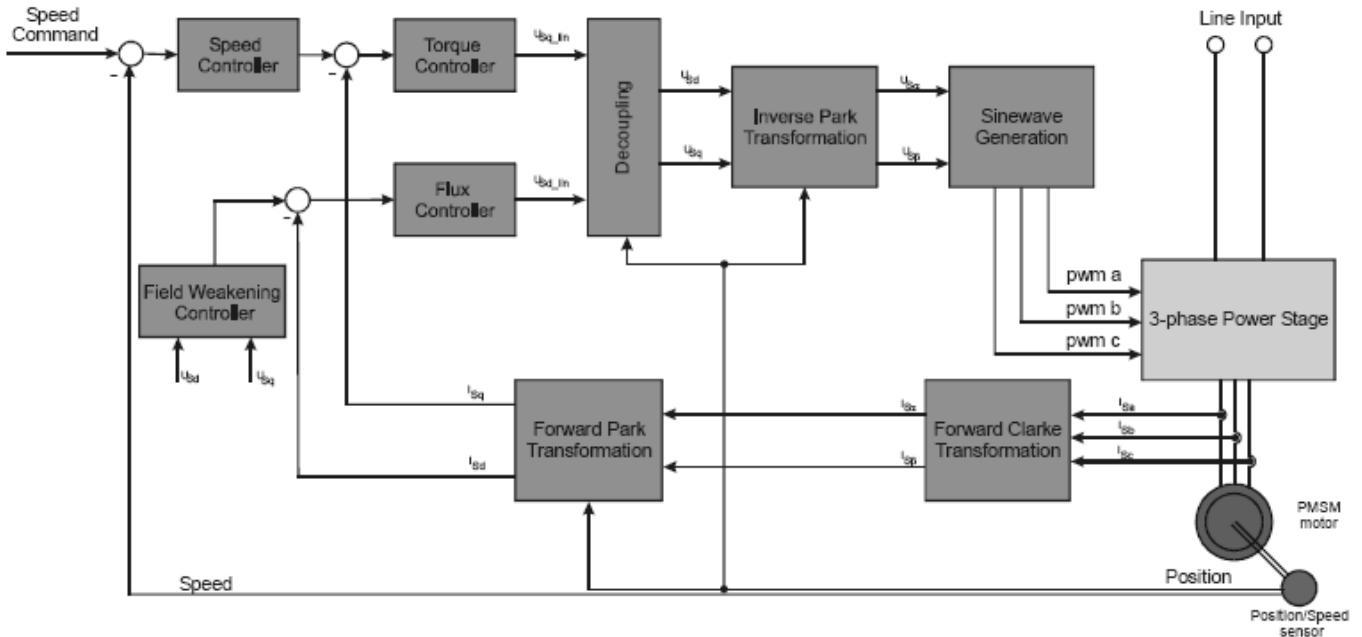 Speed
Command
Line Input
Speed
Controller
Torque
Controller
uSq_lin
Decoupling
uSd
uSq
Inverse Park
Transformation
uSα
uSβ
Sinewave
Generation
Flux
Controller
uSd_lin
Field Weakening
Controller
uSd
uSq
pwm a
pwm b
pwm c
3-phase Power Stage
iSq
iSd
Forward Park
Transformation
iSα
iSβ
Forward Clarke
Transformation
iSa
iSb
iSc
PMSM
motor
Speed
Position
Position/Speed
sensor